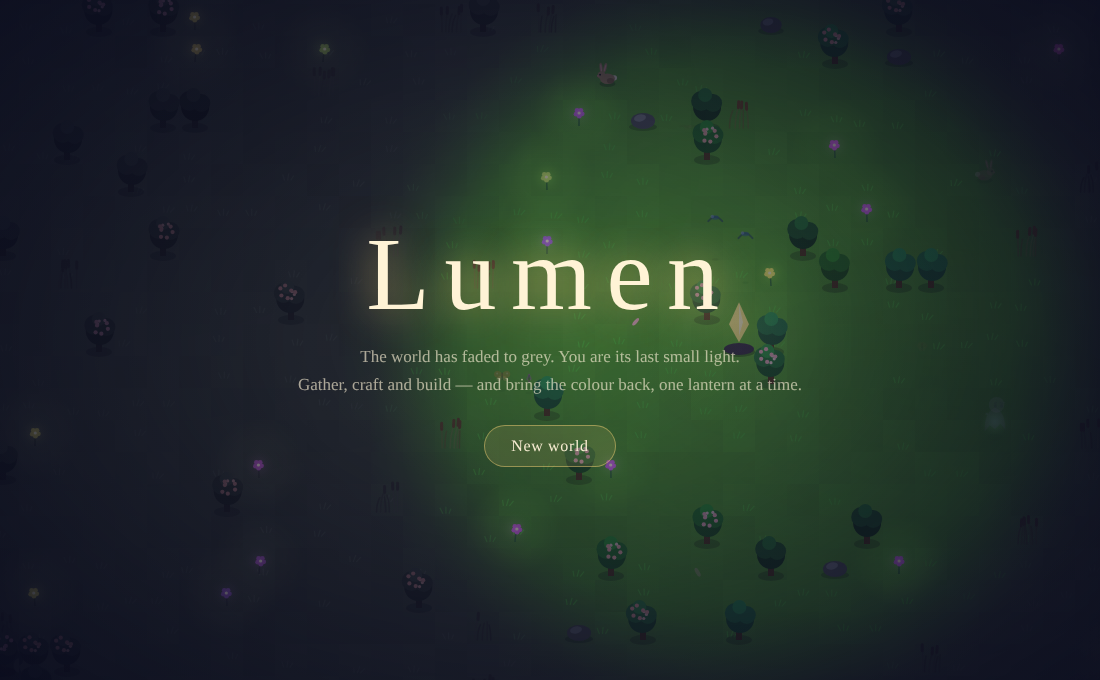 Lumen
The world has faded to grey. You are its last small light.
Gather, craft and build — and bring the colour back, one lantern at a time.
New world